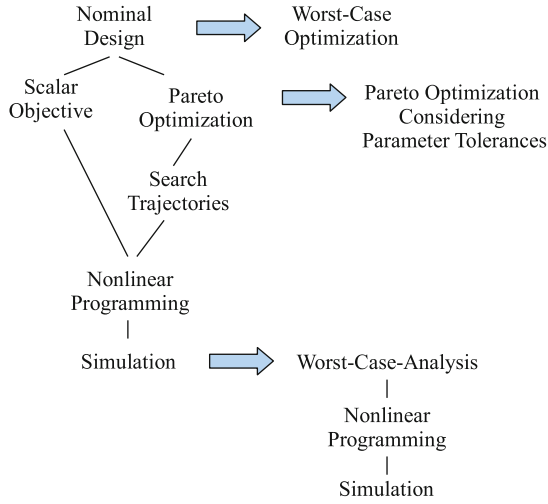 Nominal
Design
Worst-Case
Optimization
Scalar
Objective
Pareto
Optimization
Pareto Optimization
Considering
Parameter Tolerances
Search
Trajectories
Nonlinear
Programming
Simulation
Worst-Case-Analysis
Nonlinear
Programming
Simulation